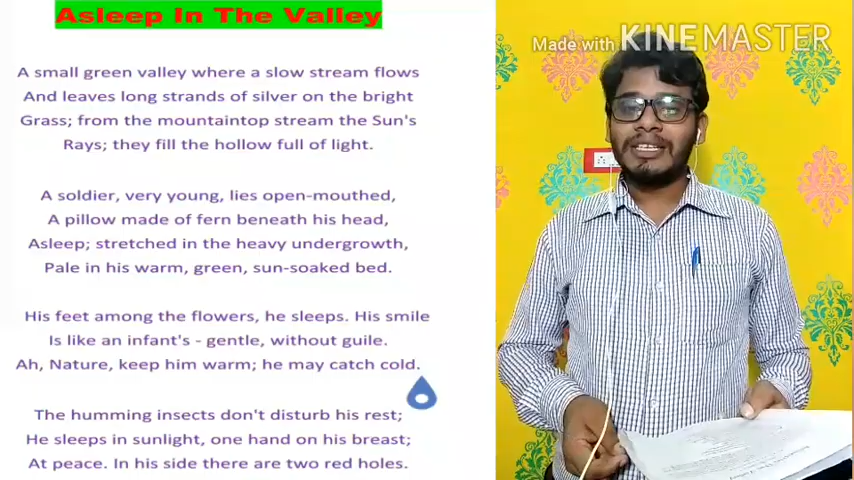 Asleep In The Valley
A small green valley where a slow stream flows
And leaves long strands of silver on the bright
Grass; from the mountaintop stream the Sun's
Rays; they fill the hollow full of light.
A soldier, very young, lies open-mouthed,
A pillow made of fern beneath his head,
Asleep; stretched in the heavy undergrowth,
Pale in his warm, green, sun-soaked bed.
His feet among the flowers, he sleeps. His smile
Is like an infant's - gentle, without guile.
Ah, Nature, keep him warm; he may catch cold.
The humming insects don't disturb his rest;
He sleeps in sunlight, one hand on his breast;
At peace. In his side there are two red holes.
Made with KINEMASTER